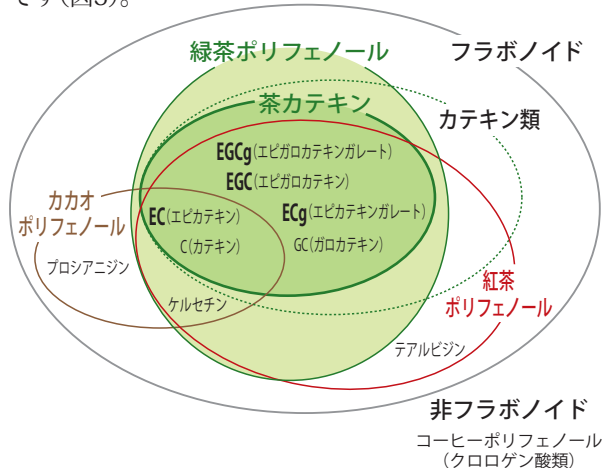 です(図3)。
緑茶ポリフェノール
フラボノイド
茶カテキン
カテキン類
EGCg(エピガロカテキンガレート)
EGC(エピガロカテキン)
カカオ
ポリフェノール
EC(エピカテキン)
ECg(エピカテキンガレート)
C(カテキン)
GC(ガロカテキン)
プロシアニジン
ケルセチン
紅茶
ポリフェノール
テアルビジン
非フラボノイド
コーヒーポリフェノール
(クロロゲン酸類)